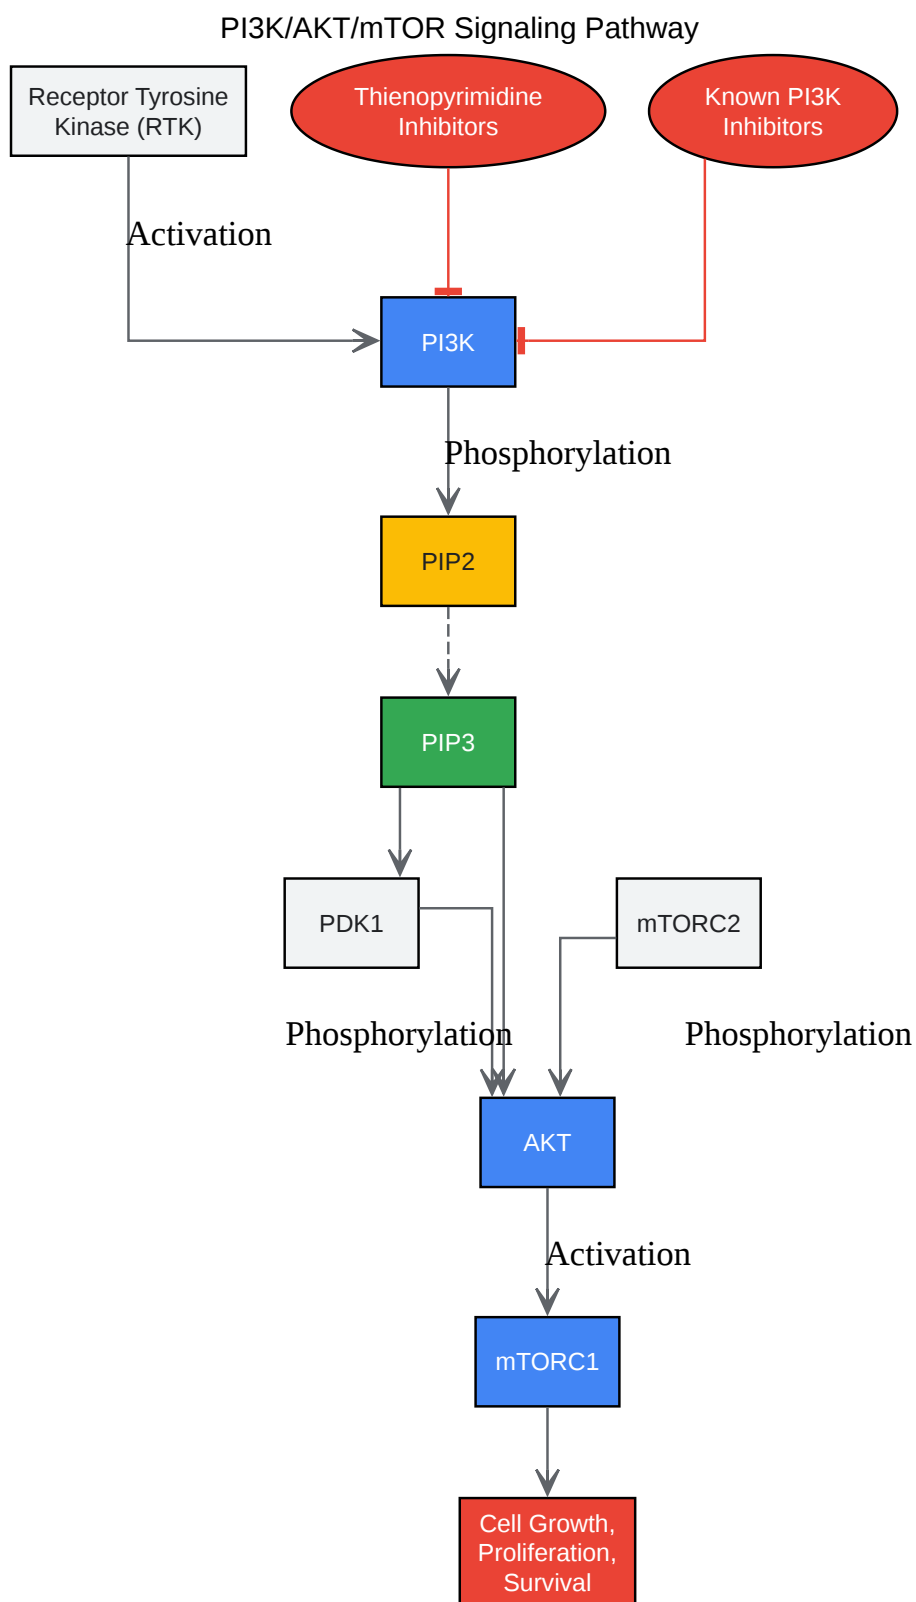 PI3K/AKT/mTOR Signaling Pathway
Receptor Tyrosine
Kinase (RTK)
Thienopyrimidine
Inhibitors
Known PI3K
Inhibitors
Activation
PI3K
Phosphorylation
PIP2
PIP3
PDK1
mTORC2
Phosphorylation
Phosphorylation
AKT
Activation
mTORC1
Cell Growth,
Proliferation,
Survival